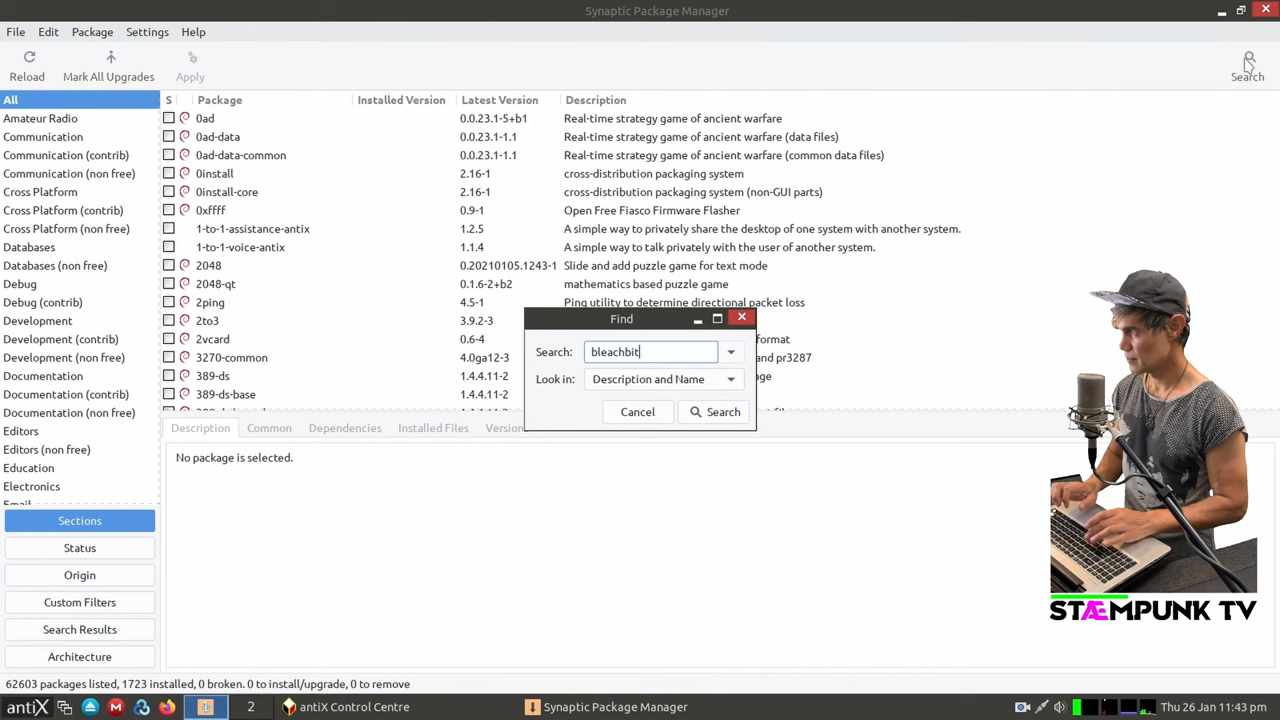 Synaptic Package Manager
File Edit Package Settings Help
Reload Mark All Upgrades Apply Search
All
Amateur Radio
Communication
Communication (contrib)
Communication (non free)
Cross Platform
Cross Platform (contrib)
Cross Platform (non free)
Databases
Databases (non free)
Debug
Debug (contrib)
Development
Development (contrib)
Development (non free)
Documentation
Documentation (contrib)
Documentation (non free)
Editors
Editors (non free)
Education
Electronics
Email
S Package Installed Version Latest Version Description
0ad 0.0.23.1-5+b1 Real-time strategy game of ancient warfare
0ad-data 0.0.23.1-1.1 Real-time strategy game of ancient warfare (data files)
0ad-data-common 0.0.23.1-1.1 Real-time strategy game of ancient warfare (common data files)
0install 2.16-1 cross-distribution packaging system
0install-core 2.16-1 cross-distribution packaging system (non-GUI parts)
0xffff 0.9-1 Open Free Fiasco Firmware Flasher
1-to-1-assistance-antix 1.2.5 A simple way to privately share the desktop of one system with another system.
1-to-1-voice-antix 1.1.4 A simple way to talk privately with the user of another system.
2048 0.20210105.1243-1 Slide and add puzzle game for text mode
2048-qt 0.1.6-2+b2 mathematics based puzzle game
2ping 4.5-1 Ping utility to determine directional packet loss
2to3 3.9.2-3
2vcard 0.6-4 format
3270-common 4.0ga12-3 and pr3287
389-ds 1.4.4.11-2
389-ds-base 1.4.4.11-2
Find
Search: bleachbit
Look in: Description and Name
Cancel Search
Description Common Dependencies Installed Files Version
No package is selected.
Sections
Status
Origin
Custom Filters
Search Results
Architecture
STÆMPUNK TV
62603 packages listed, 1723 installed, 0 broken. 0 to install/upgrade, 0 to remove
antiX 2 antiX Control Centre Synaptic Package Manager Thu 26 Jan 11:43 pm